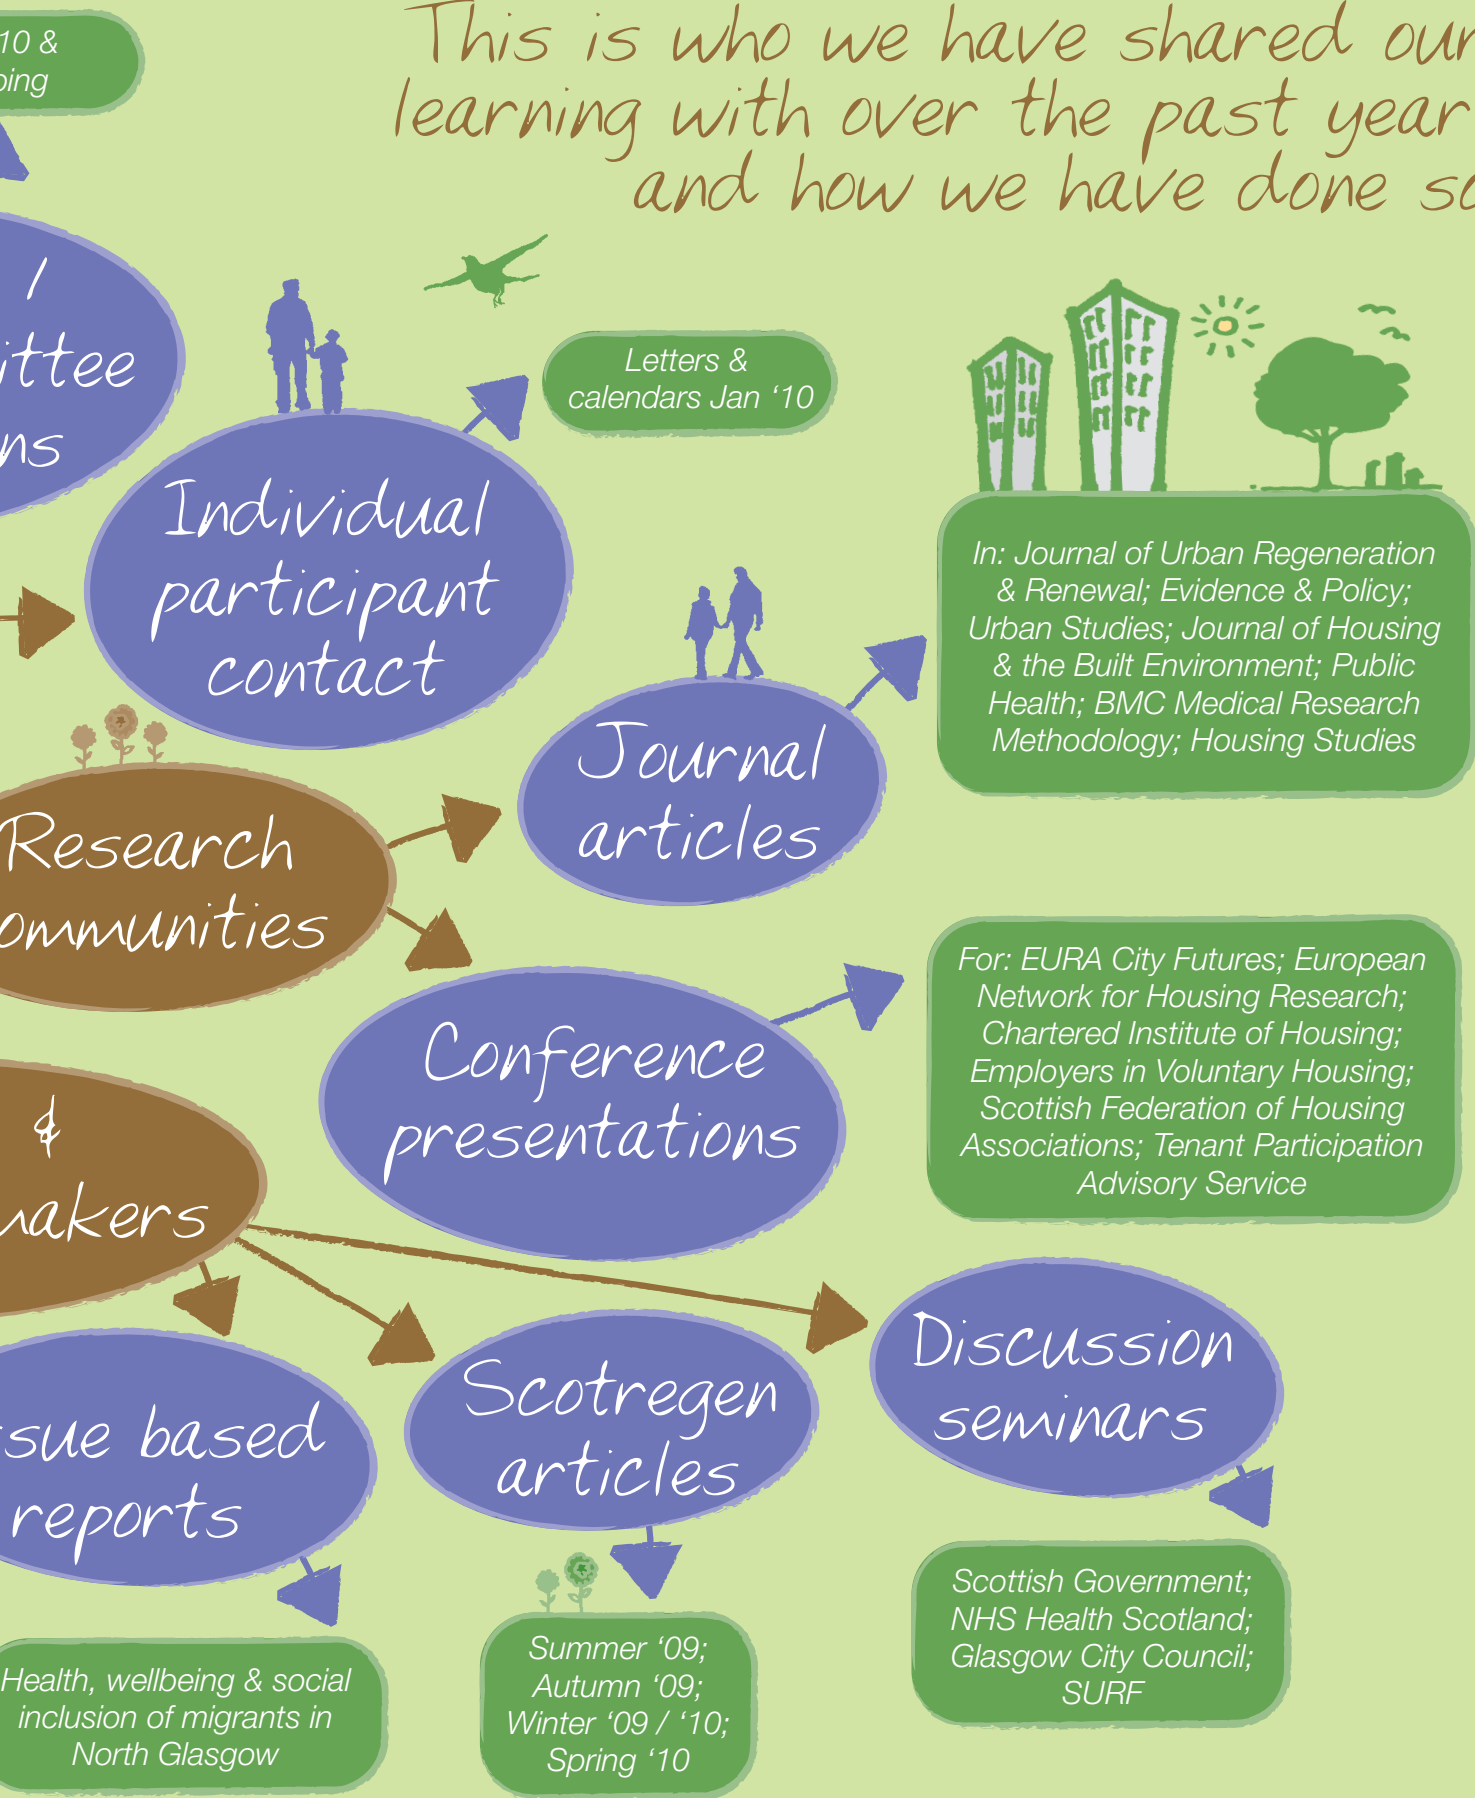 This is who we have shared our
learning with over the past year
and how we have done so
10 &
/
Letters &
calendars Jan ‘10
Individual
participant
contact
In: Journal of Urban Regeneration
& Renewal; Evidence & Policy;
Urban Studies; Journal of Housing
& the Built Environment; Public
Health; BMC Medical Research
Methodology; Housing Studies
Journal
articles
Research
ommunities
For: EURA City Futures; European
Network for Housing Research;
Chartered Institute of Housing;
Employers in Voluntary Housing;
Scottish Federation of Housing
Associations; Tenant Participation
Advisory Service
Conference
presentations
&
makers
Discussion
seminars
Scotregen
articles
ssue based
reports
Scottish Government;
NHS Health Scotland;
Glasgow City Council;
SURF
Summer ‘09;
Autumn ‘09;
Winter ‘09 / ‘10;
Spring ‘10
Health, wellbeing & social
inclusion of migrants in
North Glasgow